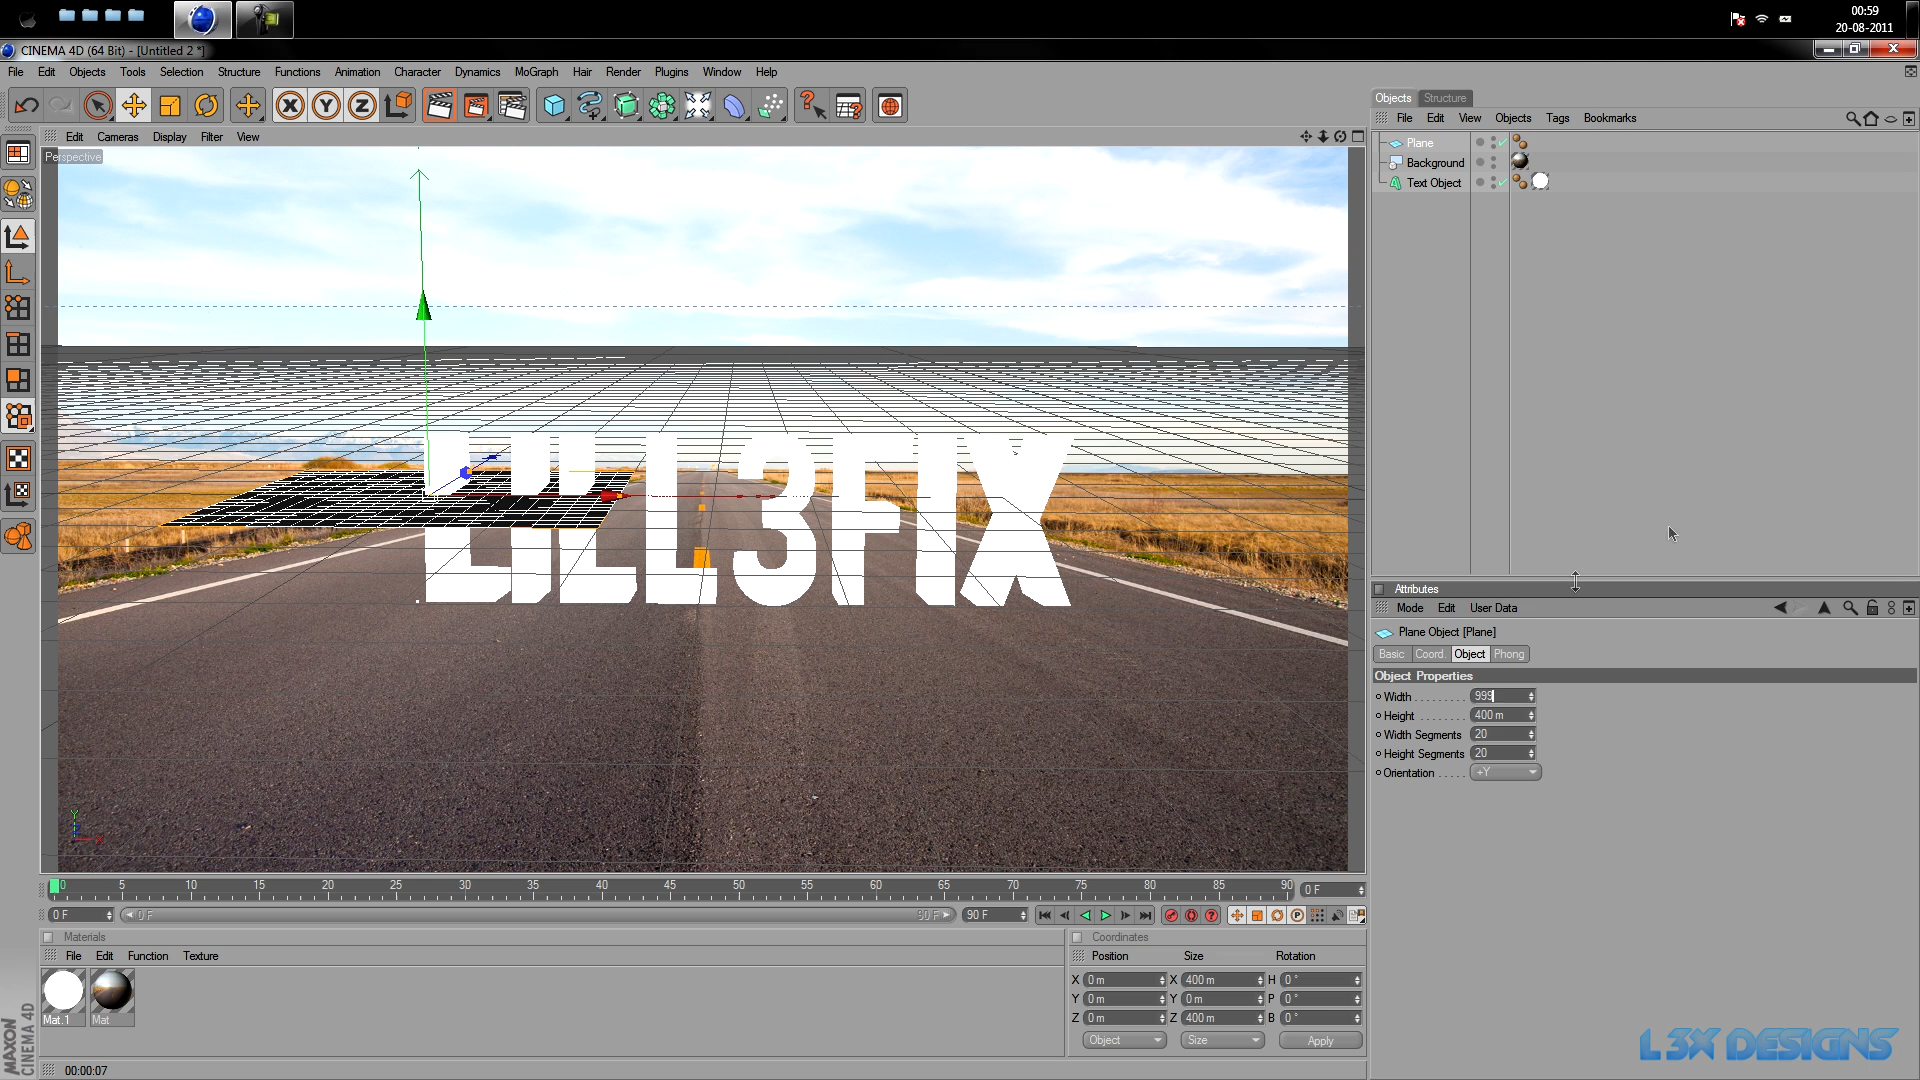 00:59
20-08-2011
CINEMA 4D (64 Bit) - [Untitled 2 *]
File Edit Objects Tools Selection Structure Functions Animation Character Dynamics MoGraph Hair Render Plugins Window Help
X Y Z
Objects Structure
File Edit View Objects Tags Bookmarks
Plane
Background
Text Object
Edit Cameras Display Filter View
Perspective
LILL3FIX
Y
X
Attributes
Mode Edit User Data
Plane Object [Plane]
Basic Coord. Object Phong
Object Properties
Width 999
Height 400 m
Width Segments 20
Height Segments 20
Orientation +Y
0 5 10 15 20 25 30 35 40 45 50 55 60 65 70 75 80 85 90 0 F
0 F 0 F 90 F 90 F
Materials
File Edit Function Texture
Mat.1 Mat
Coordinates
Position Size Rotation
X 0 m X 400 m H 0 °
Y 0 m Y 0 m P 0 °
Z 0 m Z 400 m B 0 °
Object Size Apply
MAXON
CINEMA 4D
00:00:07
L3X DESIGNS